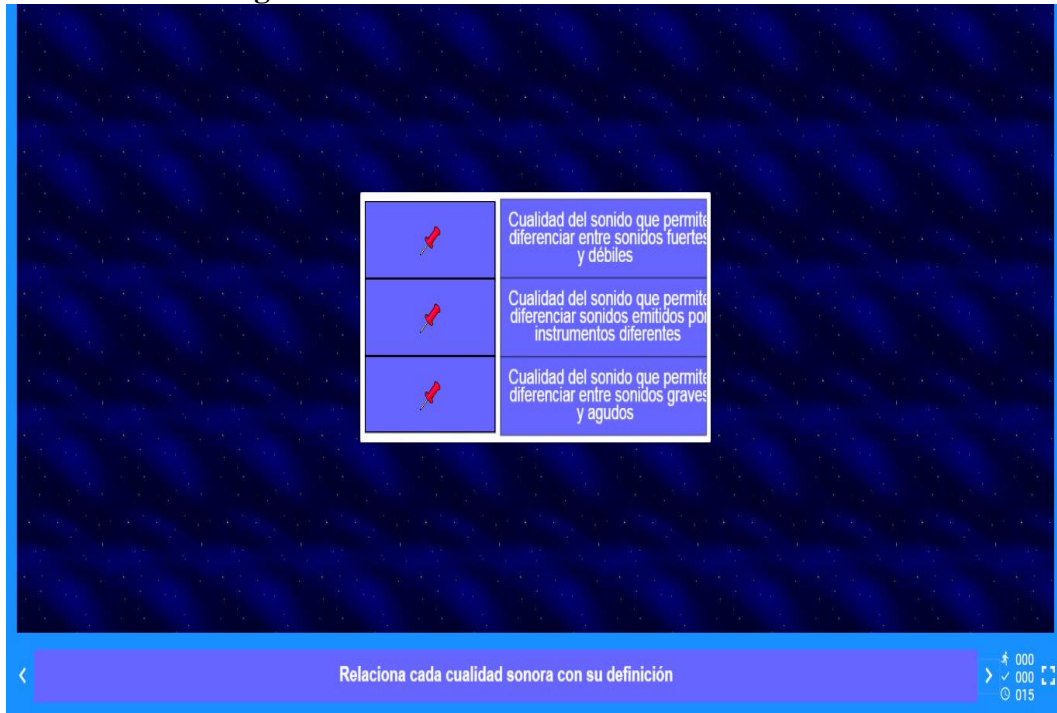 Cualidad del sonido que permite
diferenciar entre sonidos fuertes
y débiles
Cualidad del sonido que permite
diferenciar sonidos emitidos por
instrumentos diferentes
Cualidad del sonido que permite
diferenciar entre sonidos graves
y agudos
Relaciona cada cualidad sonora con su definición
000
000
015